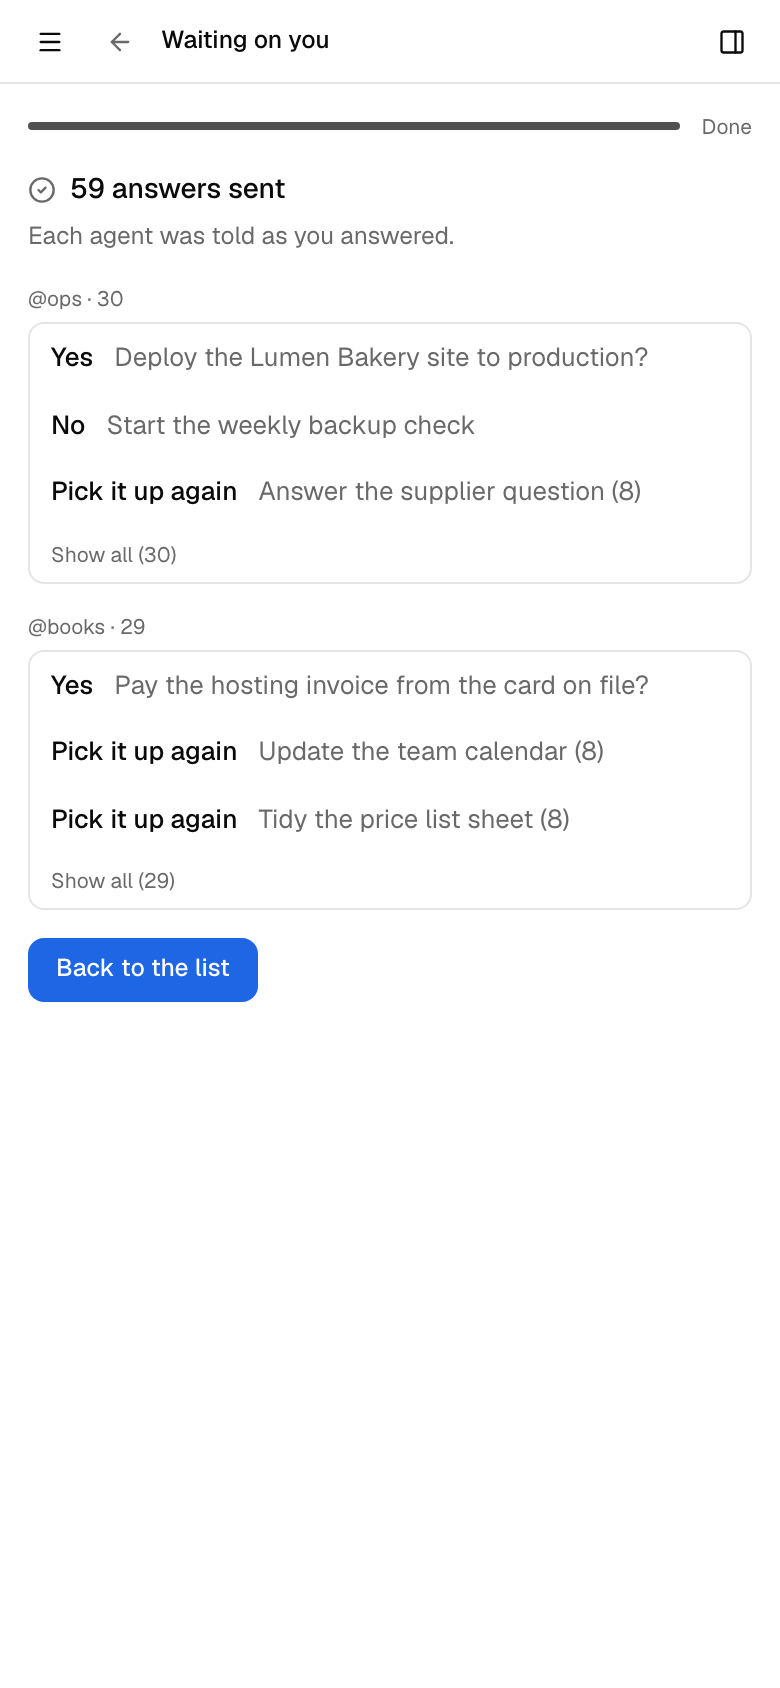 Waiting on you
Done
59 answers sent
Each agent was told as you answered.
@ops · 30
Yes Deploy the Lumen Bakery site to production?
No Start the weekly backup check
Pick it up again Answer the supplier question (8)
Show all (30)
@books · 29
Yes Pay the hosting invoice from the card on file?
Pick it up again Update the team calendar (8)
Pick it up again Tidy the price list sheet (8)
Show all (29)
Back to the list